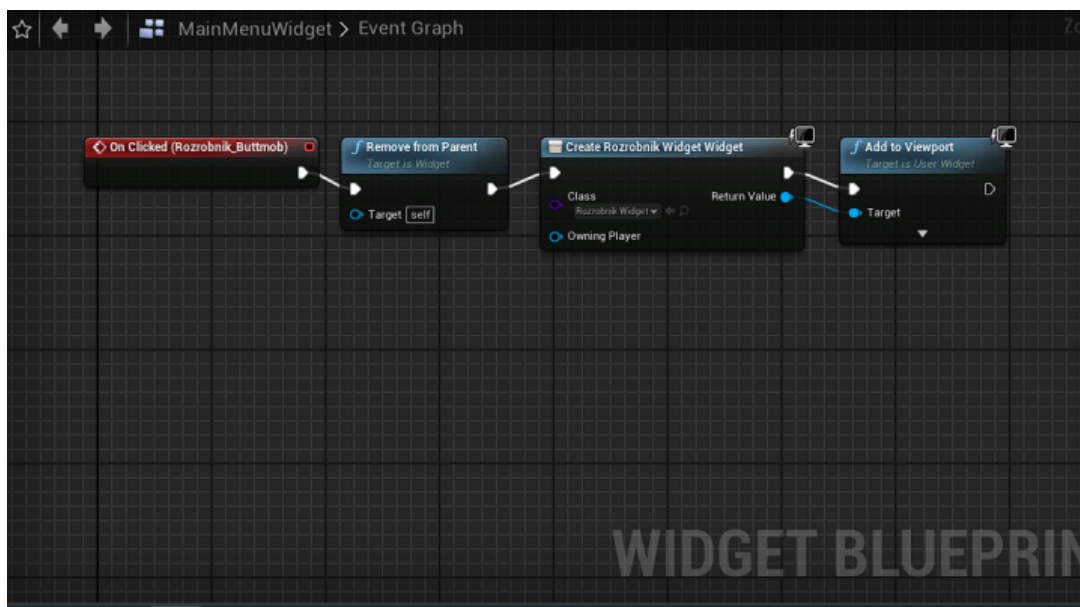 MainMenuWidget > Event Graph
On Clicked (Rozrobnik_Buttmob)
Remove from Parent
Target is Widget
Target self
Create Rozrobnik Widget Widget
Class
Rozrobnik Widget
Return Value
Owning Player
Add to Viewport
Target is User Widget
Target
WIDGET BLUEPRIN